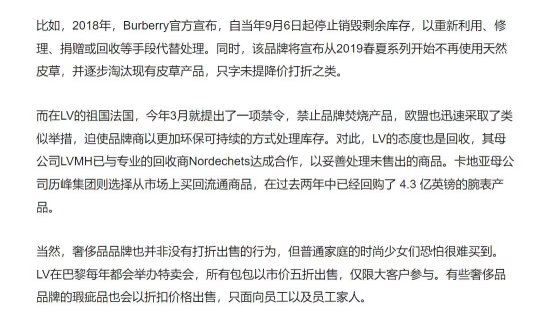 比如，2018年，Burberry官方宣布，自当年9月6日起停止销毁剩余库存，以重新利用、修
理、捐赠或回收等手段代替处理。同时，该品牌将宣布从2019春夏系列开始不再使用天然
皮草，并逐步淘汰现有皮草产品，只字未提降价打折之类。
而在LV的祖国法国，今年3月就提出了一项禁令，禁止品牌焚烧产品，欧盟也迅速采取了类
似举措，迫使品牌商以更加环保可持续的方式处理库存。对此，LV的态度也是回收，其母
公司LVMH已与专业的回收商Nordechets达成合作，以妥善处理未售出的商品。卡地亚母公
司历峰集团则选择从市场上买回流通商品，在过去两年中已经回购了 4.3 亿英镑的腕表产
品。
当然，奢侈品品牌也并非没有打折出售的行为，但普通家庭的时尚少女们恐怕很难买到。
LV在巴黎每年都会举办特卖会，所有包包以市价五折出售，仅限大客户参与。有些奢侈品
品牌的瑕疵品也会以折扣价格出售，只面向员工以及员工家人。